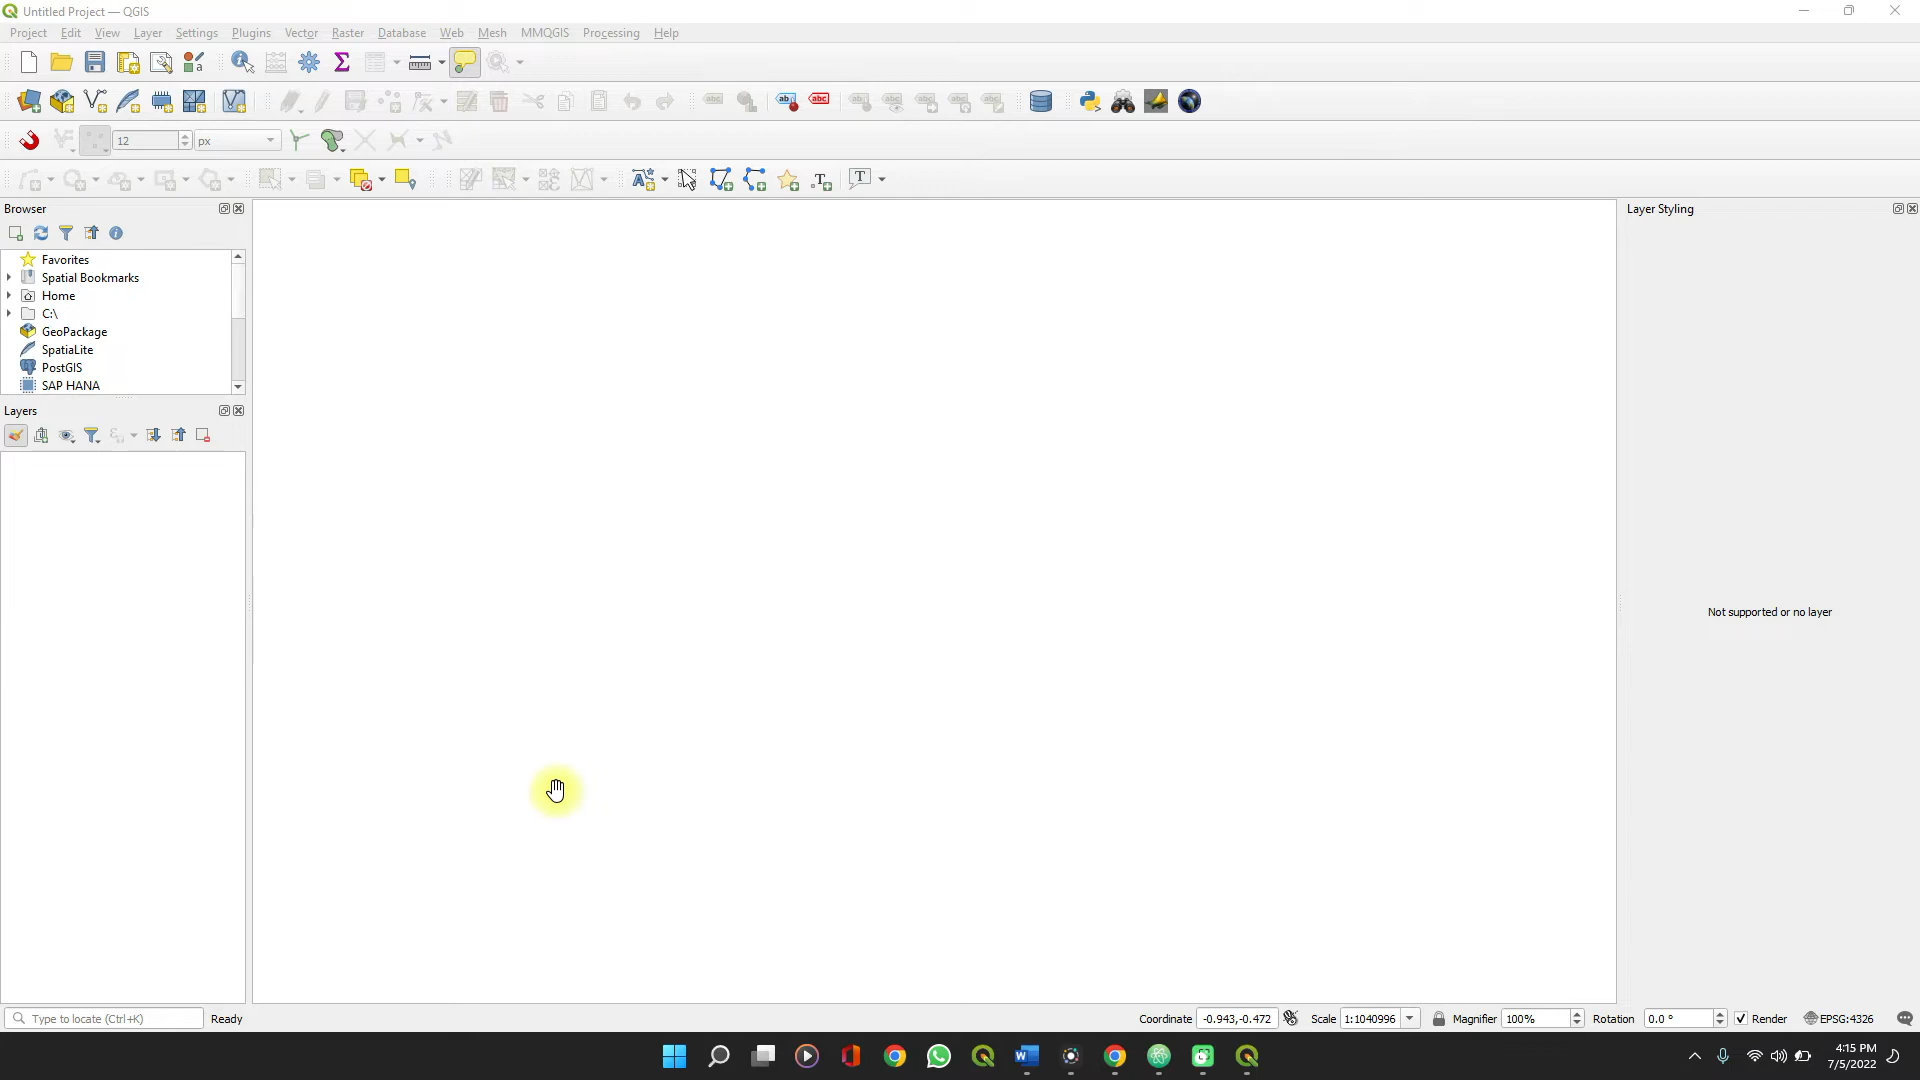 Untitled Project — QGIS
Project Edit View Layer Settings Plugins Vector Raster Database Web Mesh MMQGIS Processing Help
12 px
Browser
Favorites
Spatial Bookmarks
Home
C:\
GeoPackage
SpatiaLite
PostGIS
SAP HANA
Layers
Layer Styling
Not supported or no layer
Type to locate (Ctrl+K) Ready Coordinate -0.943,-0.472 Scale 1:1040996 Magnifier 100% Rotation 0.0 ° Render EPSG:4326
4:15 PM
7/5/2022